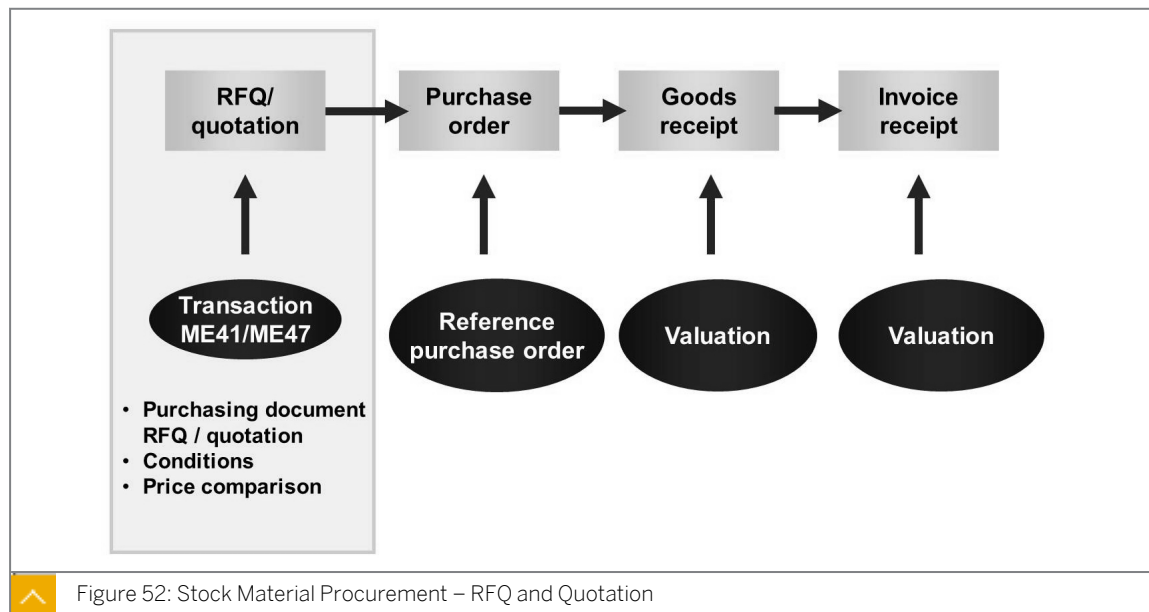 RFQ/
quotation
Purchase
order
Goods
receipt
Invoice
receipt
Transaction
ME41/ME47
Reference
purchase order
Valuation
Valuation
• Purchasing document
RFQ / quotation
• Conditions
• Price comparison
Figure 52: Stock Material Procurement – RFQ and Quotation